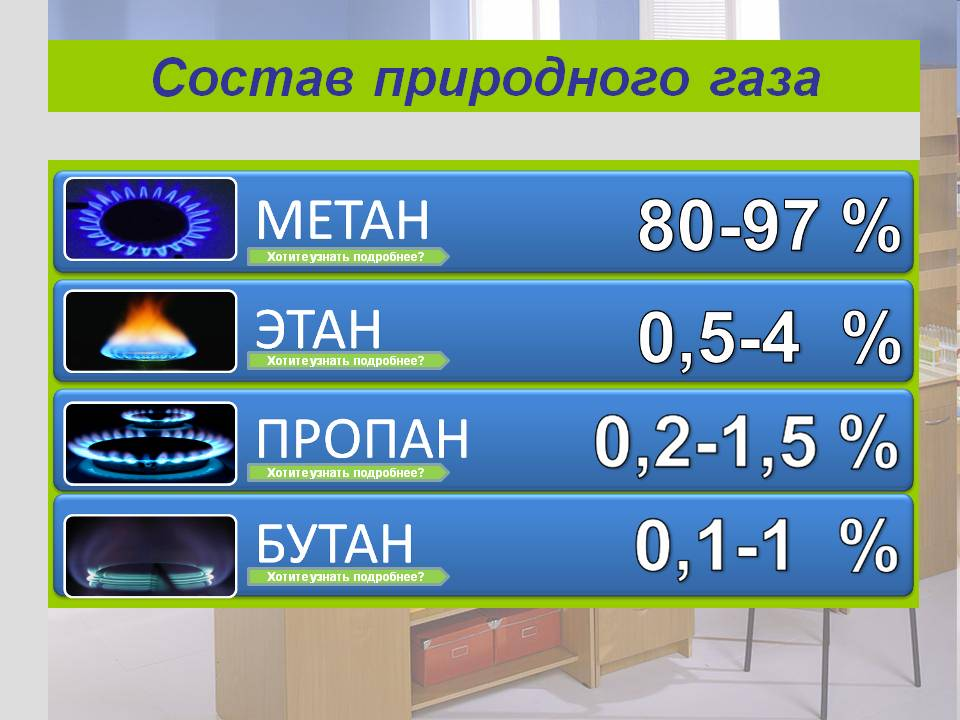 Состав природного газа
МЕТАН
80-97 %
Хотите узнать подробнее?
ЭТАН
0,5-4 %
Хотите узнать подробнее?
ПРОПАН
0,2-1,5 %
Хотите узнать подробнее?
БУТАН
0,1-1 %
Хотите узнать подробнее?